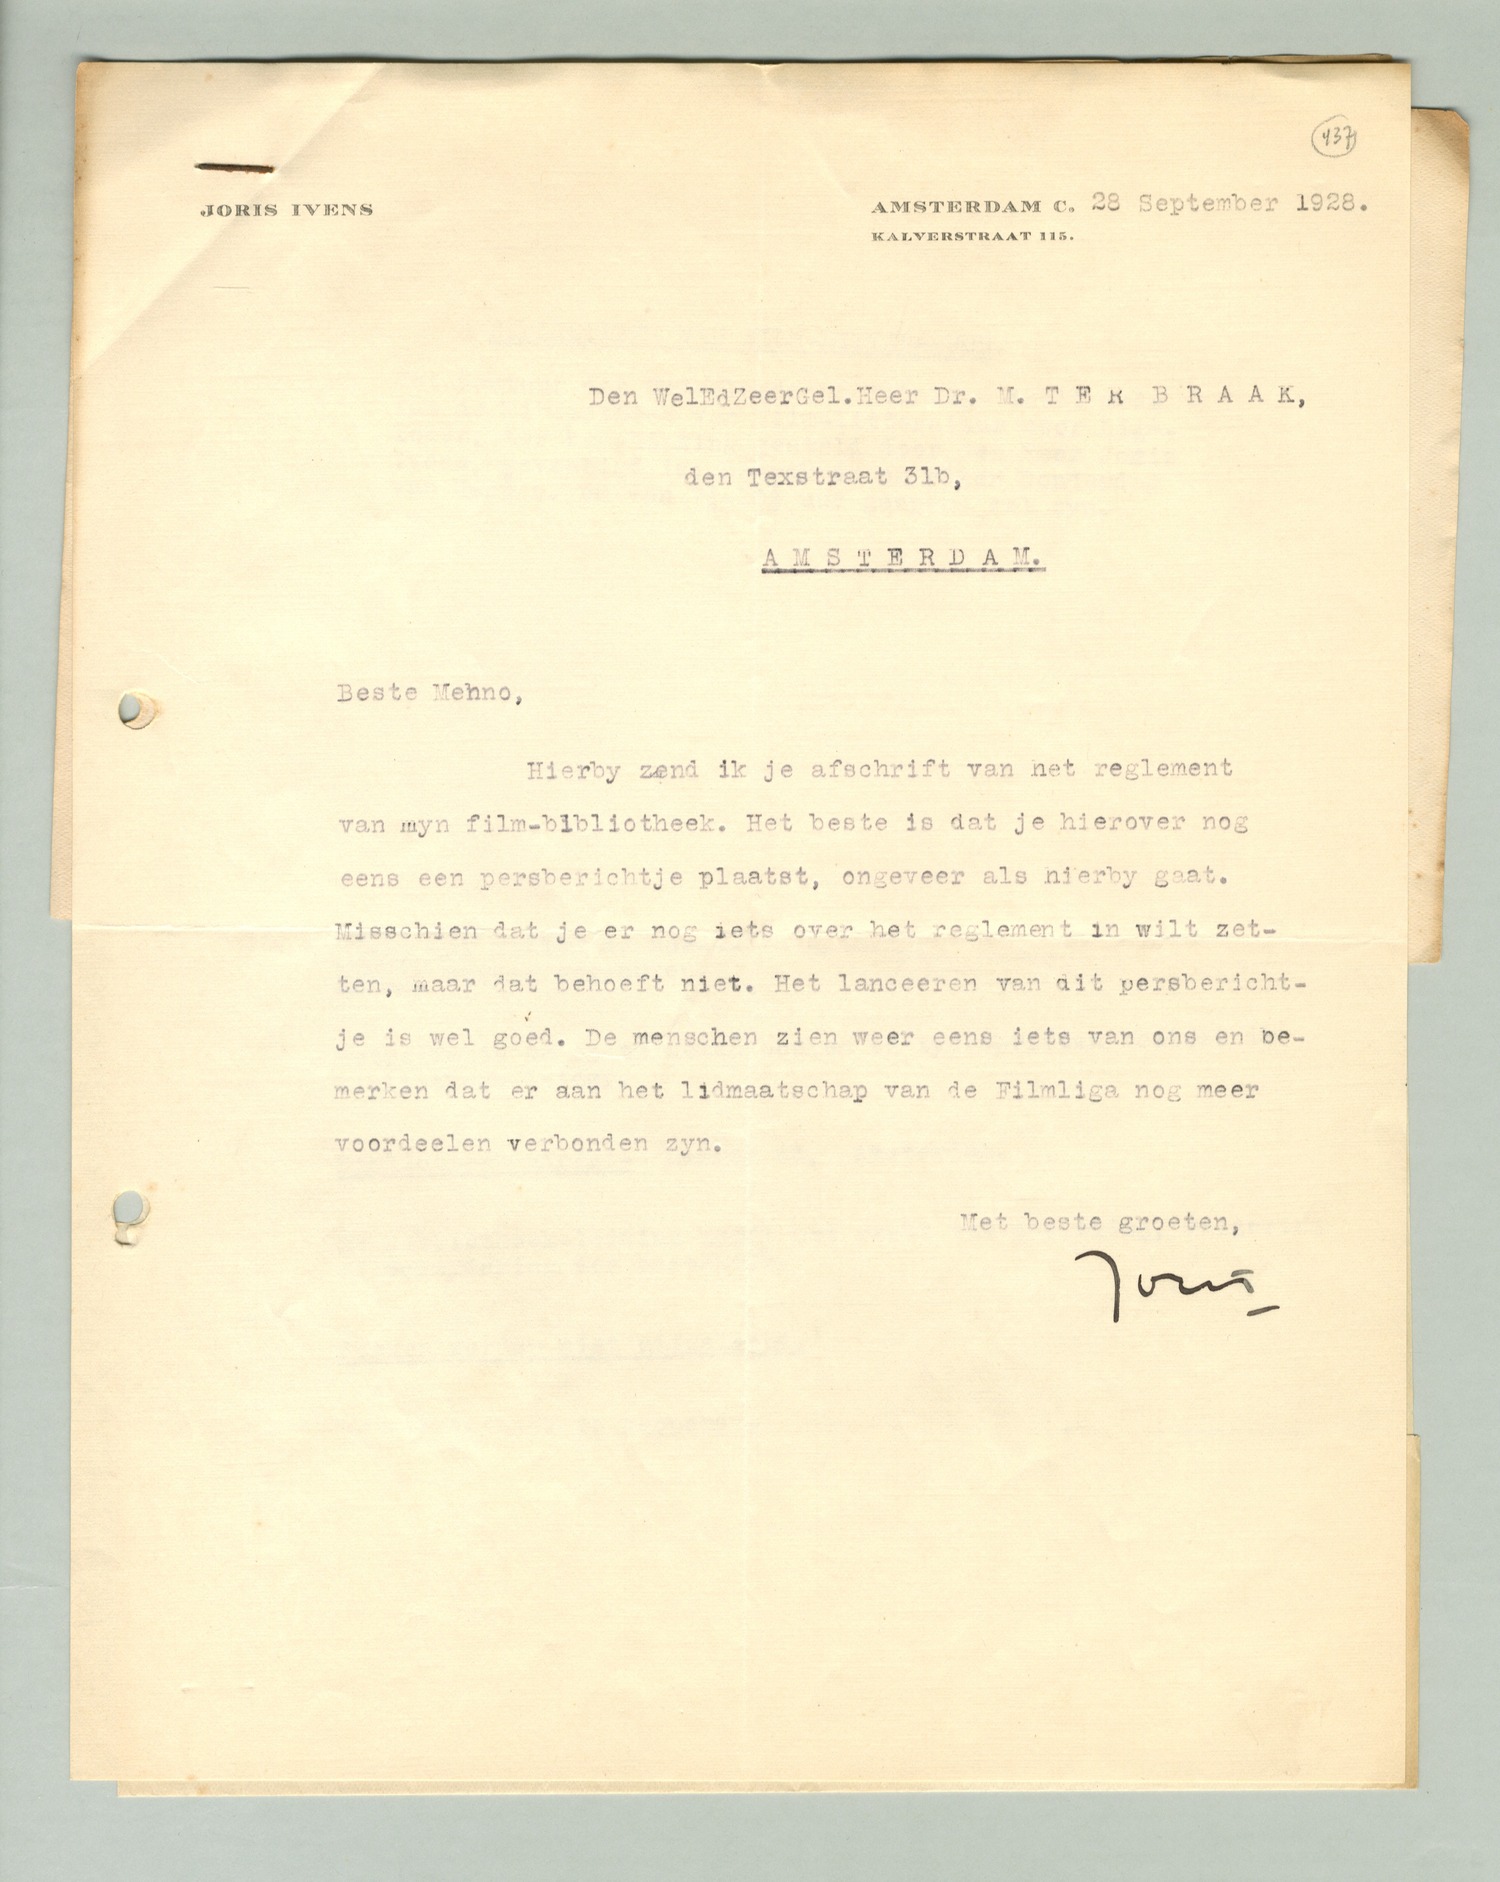 437
JORIS IVENS
AMSTERDAM C. 28 September 1928.
KALVERSTRAAT 115.
Den WelEdZeerGel.Heer Dr. M. T E R B R A A K,
den Texstraat 31b,
A M S T E R D A M.
Beste Mehno,
Hierby zend ik je afschrift van het reglement
van myn film-bibliotheek. Het beste is dat je hierover nog
eens een persberichtje plaatst, ongeveer als hierby gaat.
Misschien dat je er nog iets over het reglement in wilt zet-
ten, maar dat behoeft niet. Het lanceeren van dit persbericht-
je is wel goed. De menschen zien weer eens iets van ons en be-
merken dat er aan het lidmaatschap van de Filmliga nog meer
voordeelen verbonden zyn.
Met beste groeten,
Joris